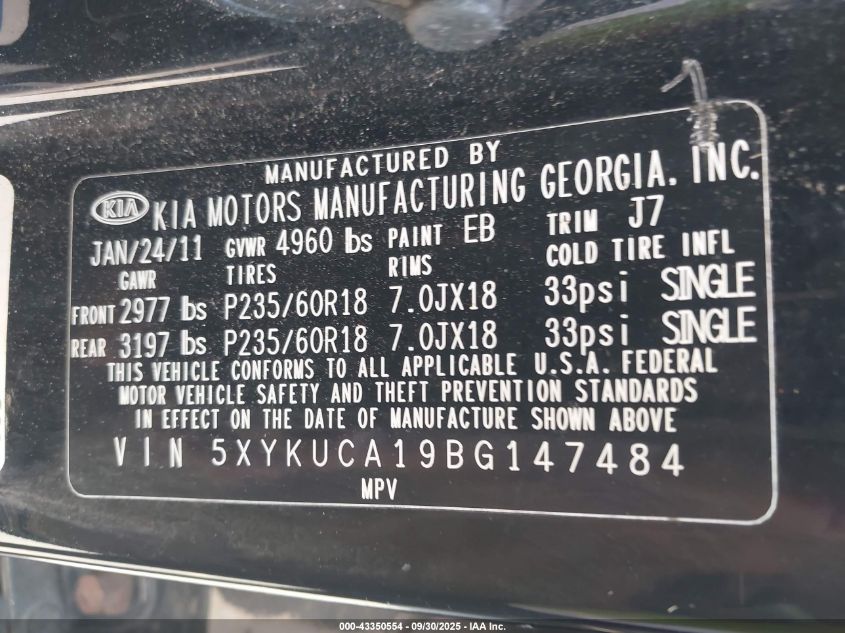 MANUFACTURED BY
KIA KIA MOTORS MANUFACTURING GEORGIA. INC.
JAN/24/11 GVWR 4960 lbs PAINT EB TRIM J7
GAWR TIRES RIMS COLD TIRE INFL
FRONT 2977 lbs P235/60R18 7.0JX18 33psi SINGLE
REAR 3197 lbs P235/60R18 7.0JX18 33psi SINGLE
THIS VEHICLE CONFORMS TO ALL APPLICABLE U.S.A. FEDERAL
MOTOR VEHICLE SAFETY AND THEFT PREVENTION STANDARDS
IN EFFECT ON THE DATE OF MANUFACTURE SHOWN ABOVE
VIN 5XYKUCA19BG147484
MPV
000-43350554 - 09/30/2025 - IAA Inc.